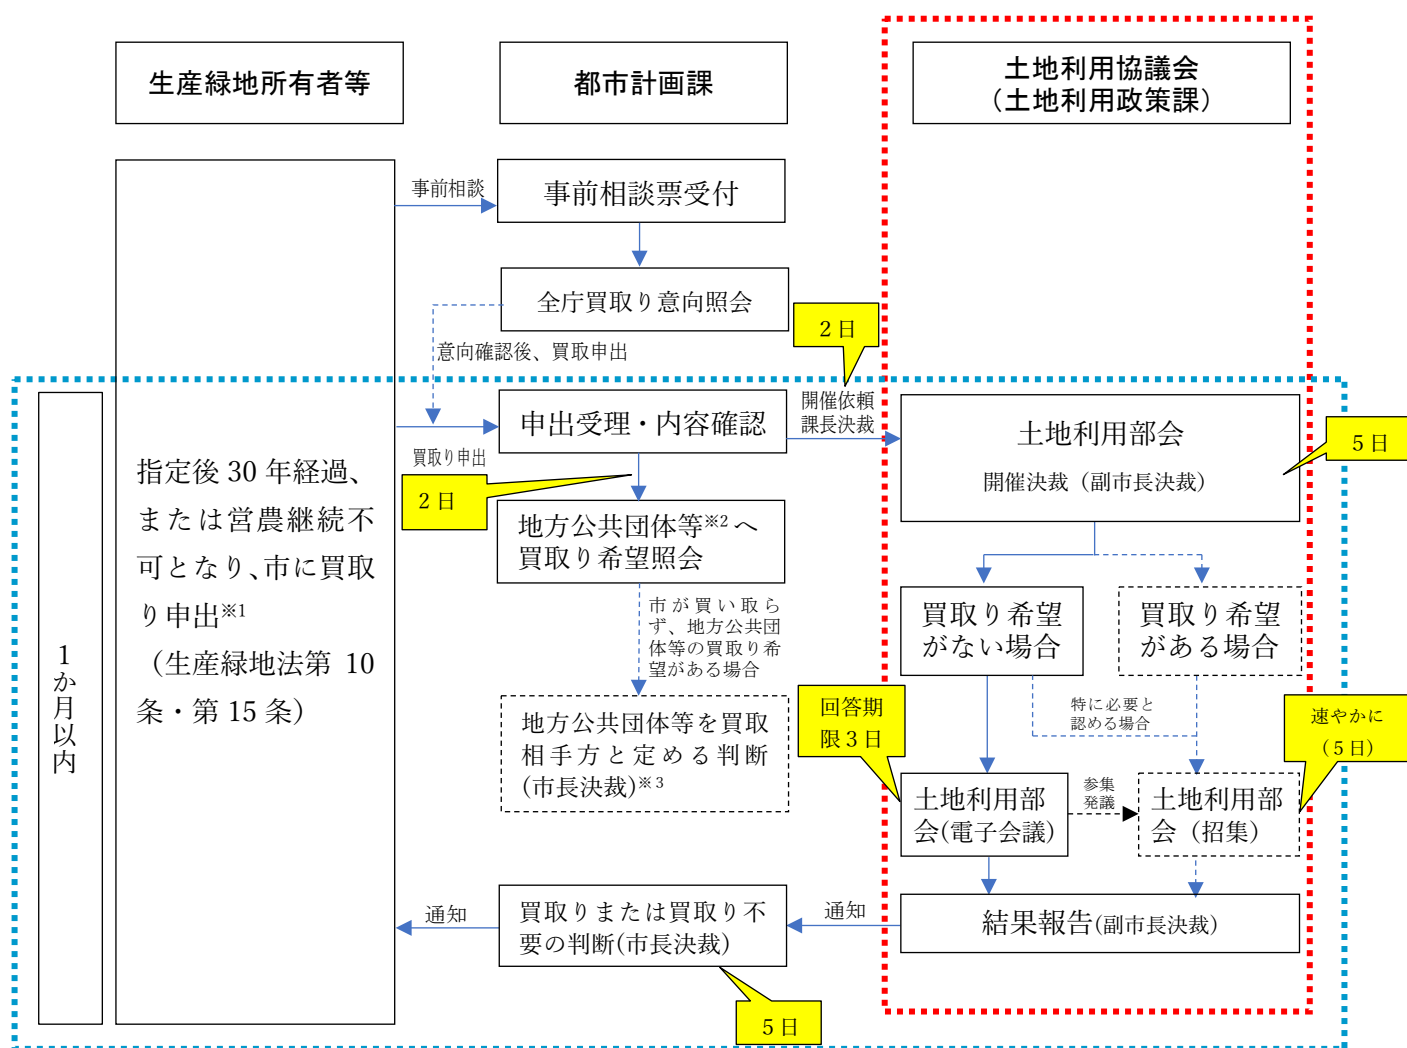 生産緑地所有者等
都市計画課
土地利用協議会
（土地利用政策課）
事前相談
事前相談票受付
全庁買取り意向照会
2日
意向確認後、買取申出
1か月以内
指定後 30 年経過、
または営農継続不
可となり、市に買取
り申出※1
（生産緑地法第 10
条・第 15 条）
買取り申出
申出受理・内容確認
開催依頼
課長決裁
土地利用部会
開催決裁（副市長決裁）
5日
2日
地方公共団体等※2へ
買取り希望照会
市が買い取ら
ず、地方公共団
体等の買取り希
望がある場合
地方公共団体等を買取
相手方と定める判断
(市長決裁)※3
買取り希望
がない場合
買取り希望
がある場合
特に必要と
認める場合
回答期
限3日
速やかに
（5日）
土地利用部
会(電子会議)
参集
発議
土地利用部
会（招集）
結果報告(副市長決裁)
通知
買取りまたは買取り不
要の判断(市長決裁)
通知
5日